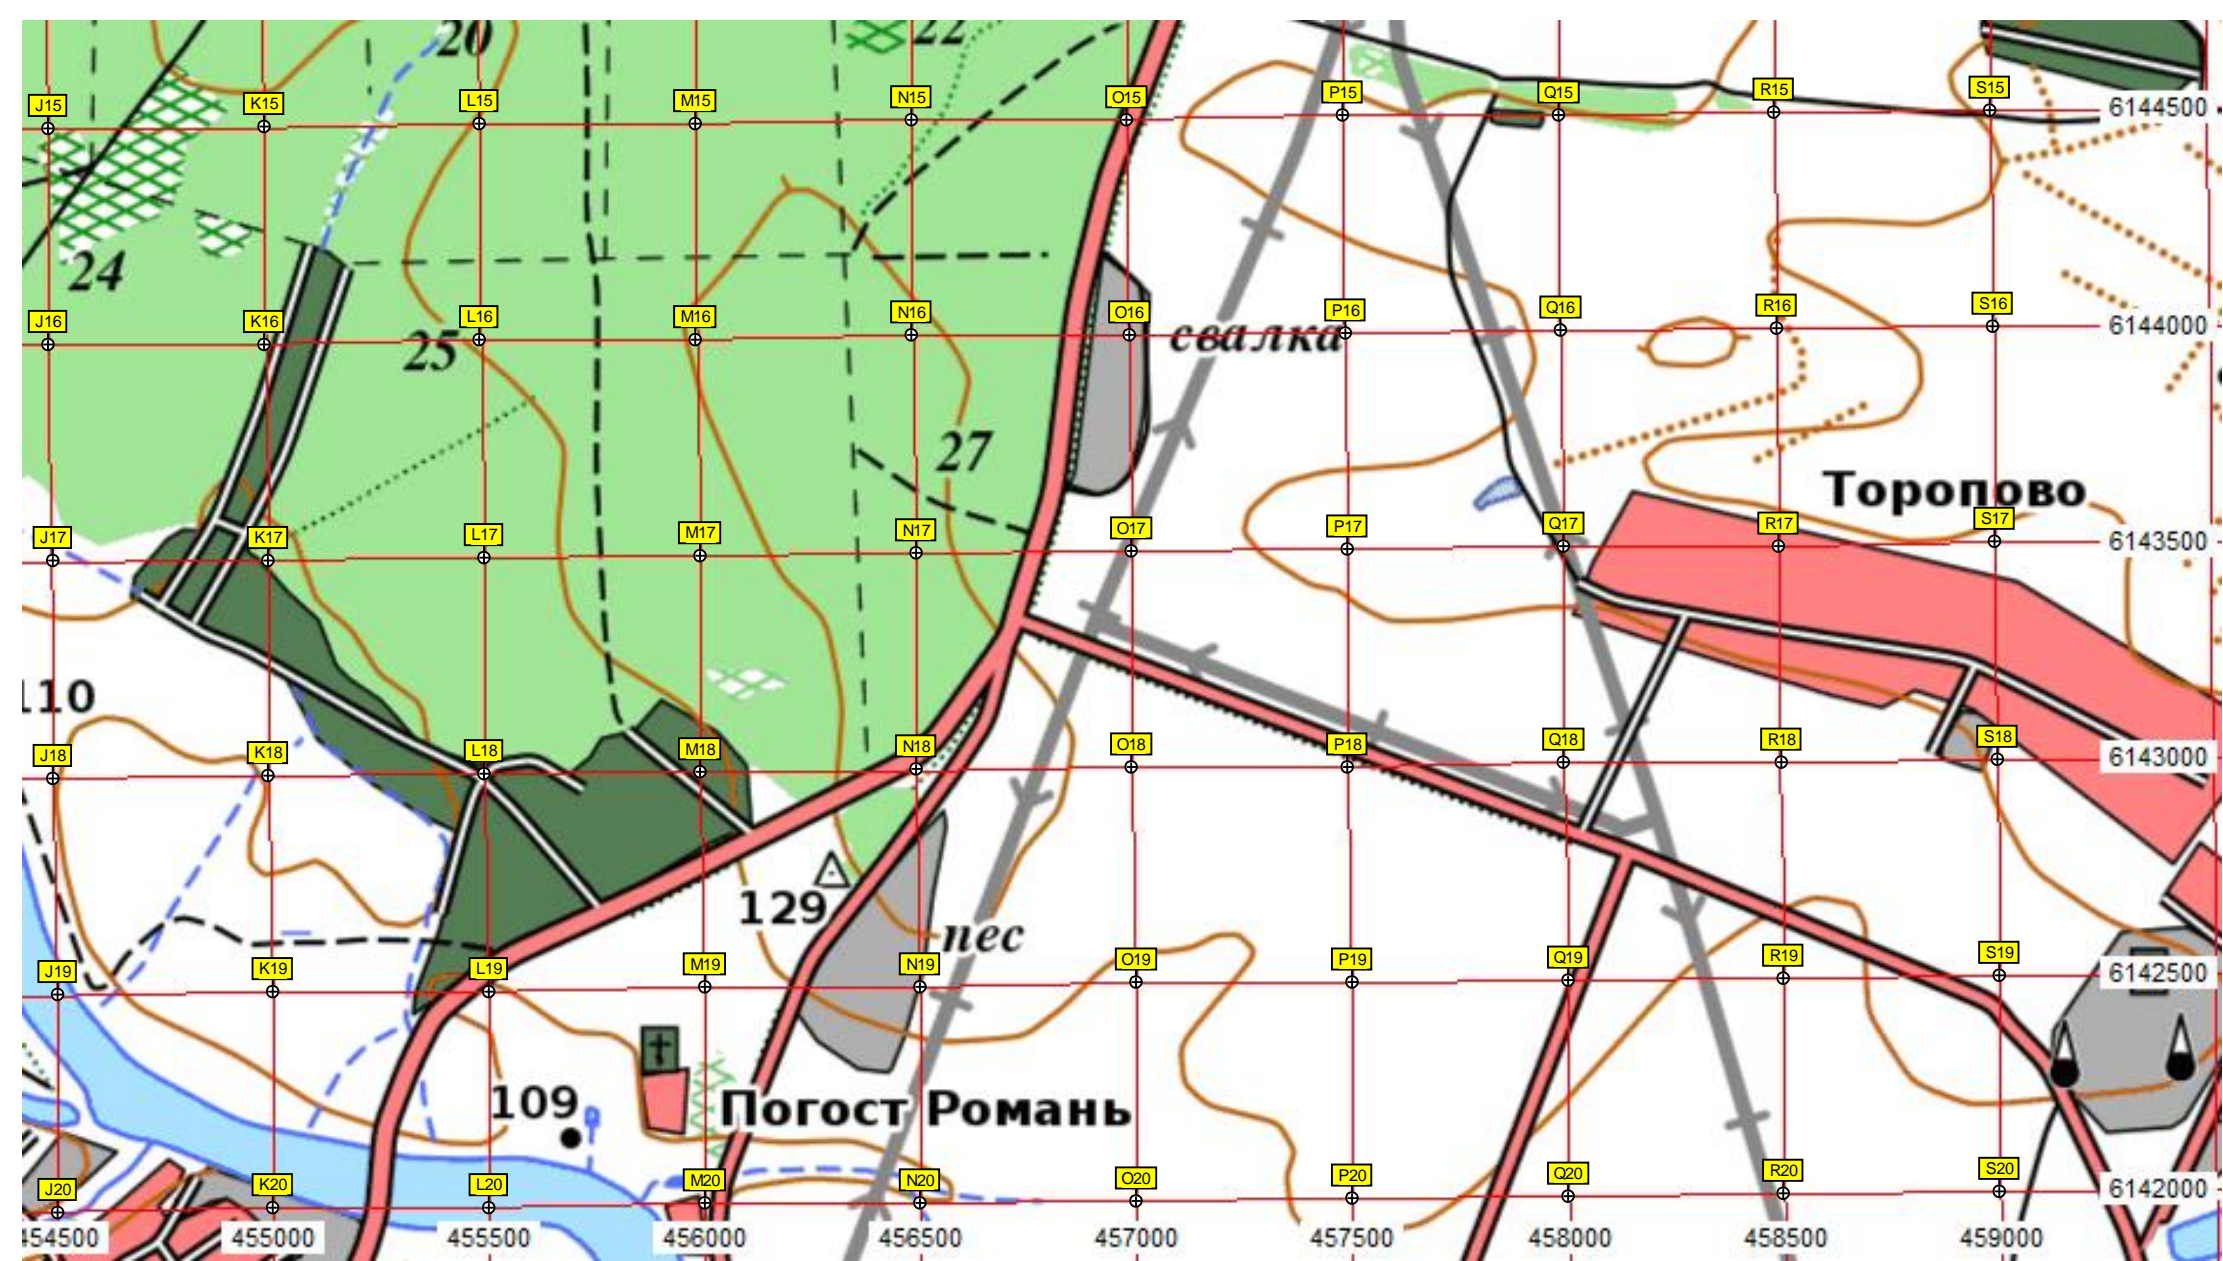 20
22
J15 K15 L15 M15 N15 O15 P15 Q15 R15 S15
6144500
24
J16 K16 L16 M16 N16 O16 P16 Q16 R16 S16
6144000
25
свалка
27
Торопово
J17 K17 L17 M17 N17 O17 P17 Q17 R17 S17
6143500
110
J18 K18 L18 M18 N18 O18 P18 Q18 R18 S18
6143000
129
пес
J19 K19 L19 M19 N19 O19 P19 Q19 R19 S19
6142500
109
Погост Романь
J20 K20 L20 M20 N20 O20 P20 Q20 R20 S20
6142000
454500 455000 455500 456000 456500 457000 457500 458000 458500 459000